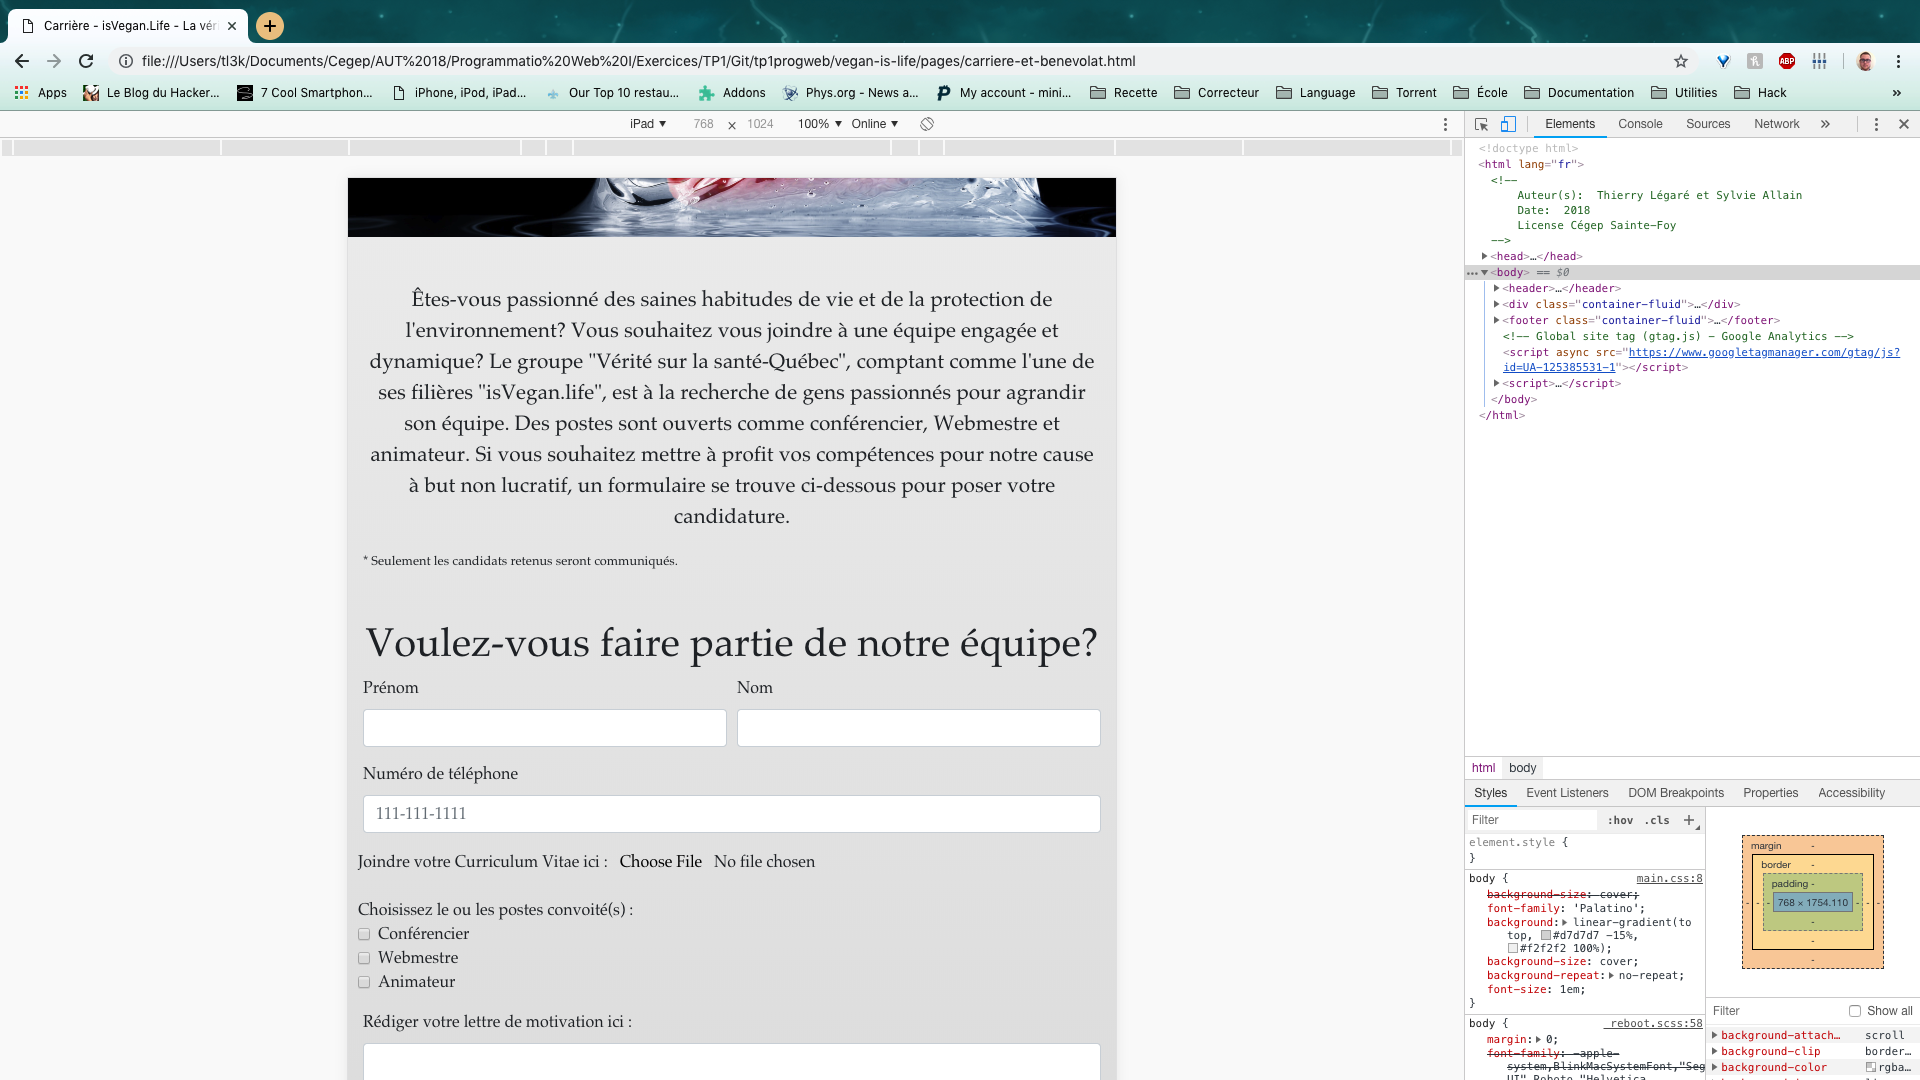 Carrière - isVegan.Life - La véri
file:///Users/tl3k/Documents/Cegep/AUT%2018/Programmatio%20Web%20I/Exercices/TP1/Git/tp1progweb/vegan-is-life/pages/carriere-et-benevolat.html
Apps Le Blog du Hacker... 7 Cool Smartphon... iPhone, iPod, iPad... Our Top 10 restau... Addons Phys.org - News a... My account - mini... Recette Correcteur Language Torrent École Documentation Utilities Hack »
iPad ▼ 768 x 1024 100% ▼ Online ▼
Êtes-vous passionné des saines habitudes de vie et de la protection de
l'environnement? Vous souhaitez vous joindre à une équipe engagée et
dynamique? Le groupe "Vérité sur la santé-Québec", comptant comme l'une de
ses filières "isVegan.life", est à la recherche de gens passionnés pour agrandir
son équipe. Des postes sont ouverts comme conférencier, Webmestre et
animateur. Si vous souhaitez mettre à profit vos compétences pour notre cause
à but non lucratif, un formulaire se trouve ci-dessous pour poser votre
candidature.
* Seulement les candidats retenus seront communiqués.
Voulez-vous faire partie de notre équipe?
Prénom Nom
Numéro de téléphone
111-111-1111
Joindre votre Curriculum Vitae ici : Choose File No file chosen
Choisissez le ou les postes convoité(s) :
Conférencier
Webmestre
Animateur
Rédiger votre lettre de motivation ici :
Elements Console Sources Network »
<!doctype html>
<html lang="fr">
<!--
Auteur(s): Thierry Légaré et Sylvie Allain
Date: 2018
License Cégep Sainte-Foy
-->
<head>…</head>
<body> == $0
<header>…</header>
<div class="container-fluid">…</div>
<footer class="container-fluid">…</footer>
<!-- Global site tag (gtag.js) - Google Analytics -->
<script async src="https://www.googletagmanager.com/gtag/js?
id=UA-125385531-1"></script>
<script>…</script>
</body>
</html>
html body
Styles Event Listeners DOM Breakpoints Properties Accessibility
Filter :hov .cls +
element.style {
}
body { main.css:8
background-size: cover;
font-family: 'Palatino';
background: linear-gradient(to
top, #d7d7d7 -15%,
#f2f2f2 100%);
background-size: cover;
background-repeat: no-repeat;
font-size: 1em;
}
body { _reboot.scss:58
margin: 0;
font-family: -apple-
system,BlinkMacSystemFont,"Seg
UI",Roboto,"Helvetica
margin -
border -
padding -
768 × 1754.110
Filter Show all
background-attach… scroll
background-clip border…
background-color rgba…